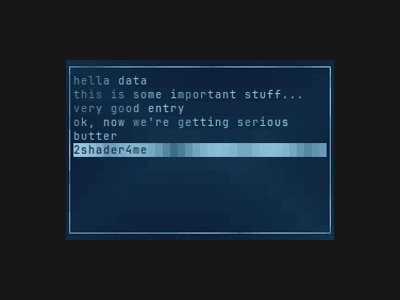 hella data
this is some important stuff...
very good entry
ok, now we're getting serious
butter
2shader4me